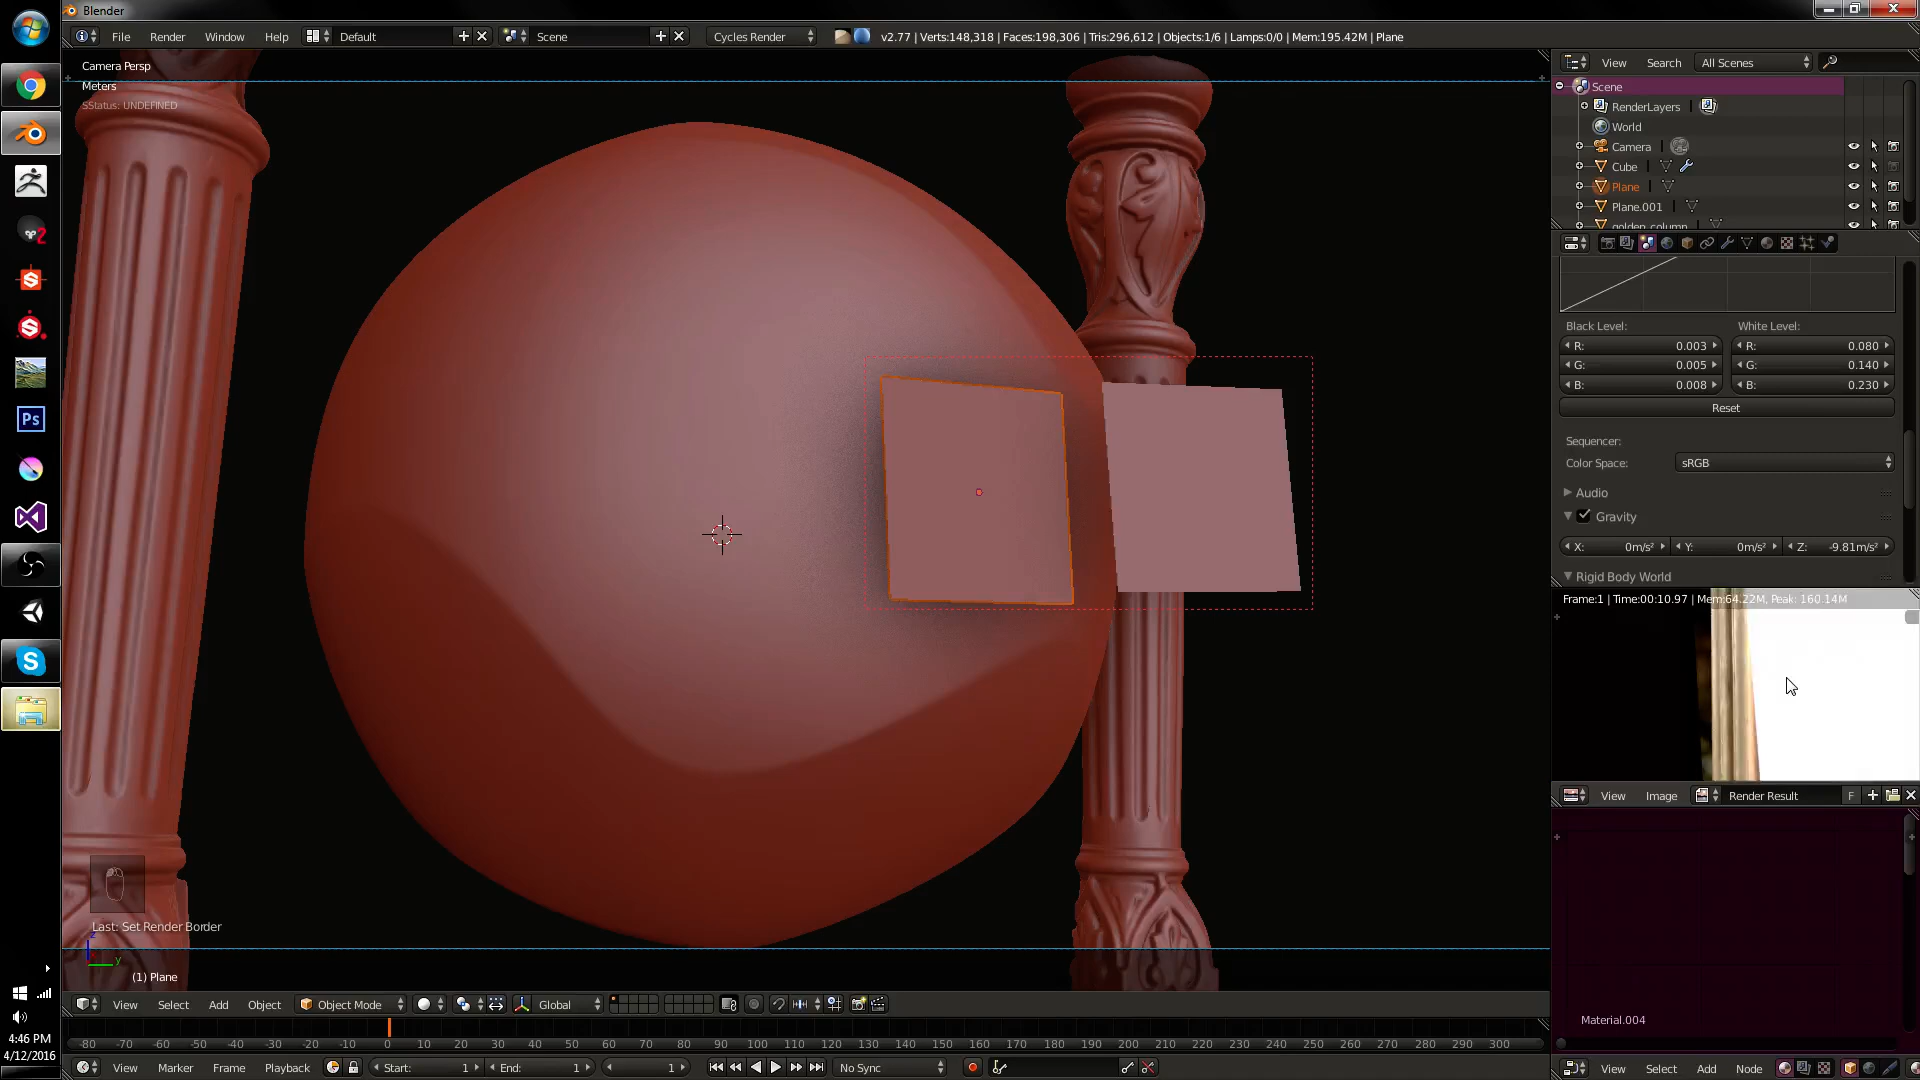 Blender
File Render Window Help Default Scene Cycles Render v2.77 | Verts:148,318 | Faces:198,306 | Tris:296,612 | Objects:1/6 | Lamps:0/0 | Mem:195.42M | Plane
Camera Persp
Meters
SStatus: UNDEFINED
View Search All Scenes
Scene
RenderLayers
World
Camera
Cube
Plane
Plane.001
golden_column
Black Level: White Level:
R: 0.003 R: 0.080
G: 0.005 G: 0.140
B: 0.008 B: 0.230
Reset
Sequencer:
Color Space: sRGB
Audio
Gravity
X: 0m/s² Y: 0m/s² Z: -9.81m/s²
Rigid Body World
Frame:1 | Time:00:10.97 | Mem:64.22M, Peak: 160.14M
View Image Render Result F
Material.004
View Select Add Node
Last: Set Render Border
z
y
(1) Plane
View Select Add Object Object Mode Global
-80 -70 -60 -50 -40 -30 -20 -10 0 10 20 30 40 50 60 70 80 90 100 110 120 130 140 150 160 170 180 190 200 210 220 230 240 250 260 270 280 290 300
View Marker Frame Playback Start: 1 End: 1 1 No Sync
2
S
S
Ps
S
4:46 PM
4/12/2016